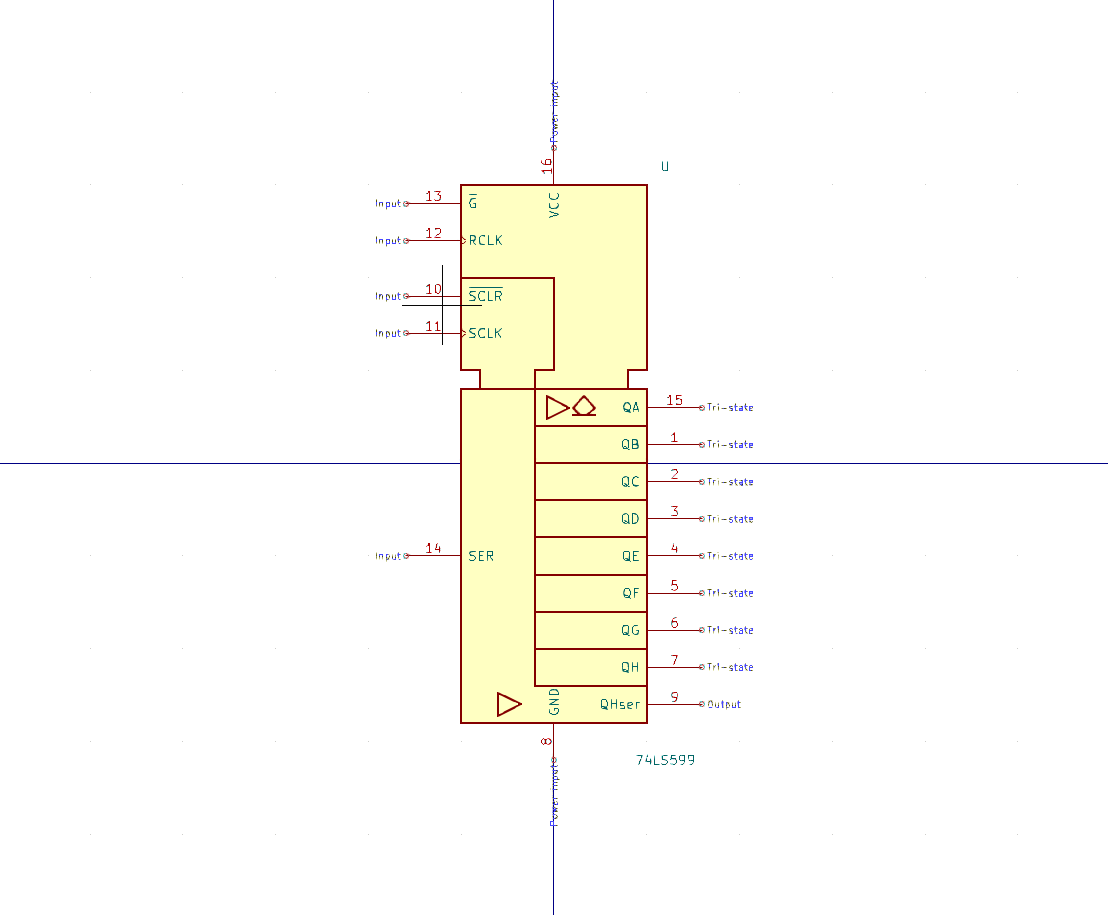 Power input
16
U
Input 13 G VCC
Input 12 RCLK
Input 10 SCLR
Input 11 SCLK
QA 15 Tri-state
QB 1 Tri-state
QC 2 Tri-state
QD 3 Tri-state
Input 14 SER QE 4 Tri-state
QF 5 Tri-state
QG 6 Tri-state
QH 7 Tri-state
GND QHser 9 Output
8
74LS599
Power input